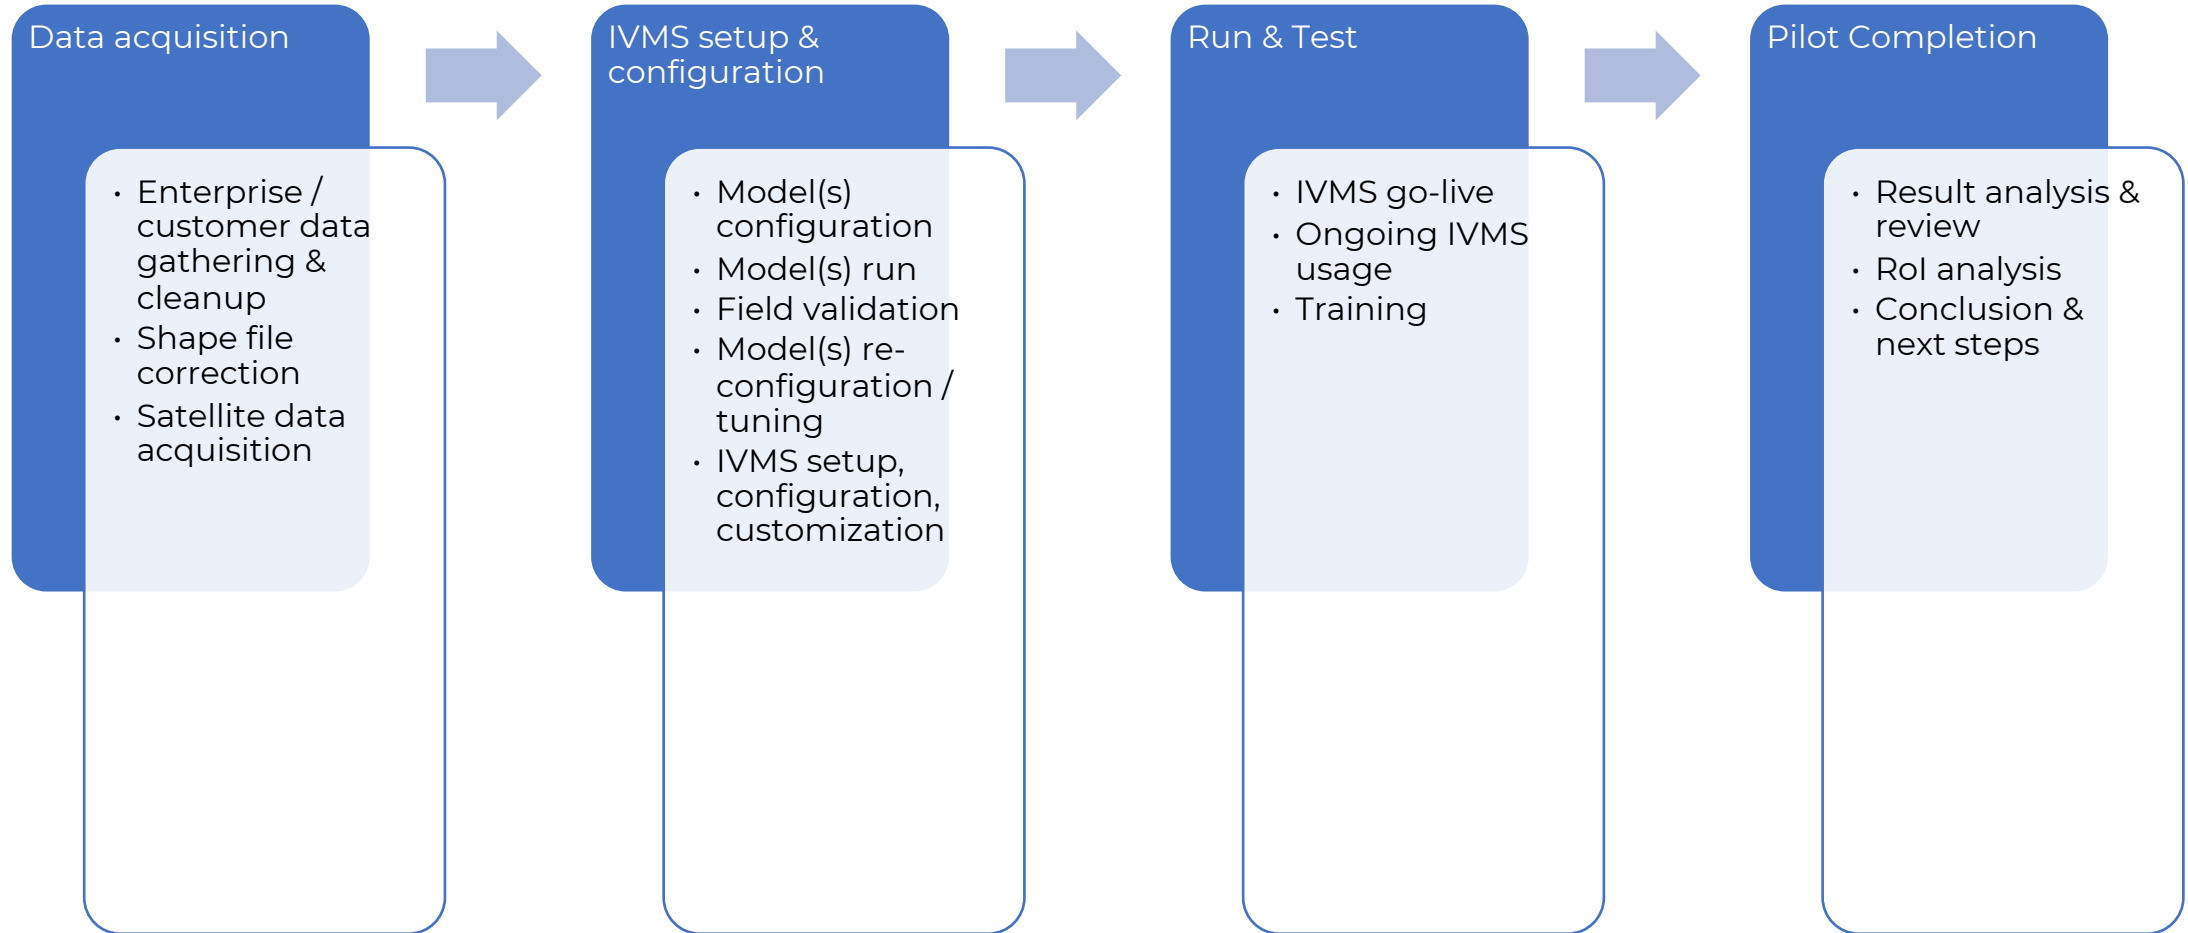 Data acquisition
· Enterprise /
customer data
gathering &
cleanup
· Shape file
correction
· Satellite data
acquisition
IVMS setup &
configuration
· Model(s)
configuration
· Model(s) run
· Field validation
· Model(s) re-
configuration /
tuning
· IVMS setup,
configuration,
customization
Run & Test
· IVMS go-live
· Ongoing IVMS
usage
· Training
Pilot Completion
· Result analysis &
review
· RoI analysis
· Conclusion &
next steps